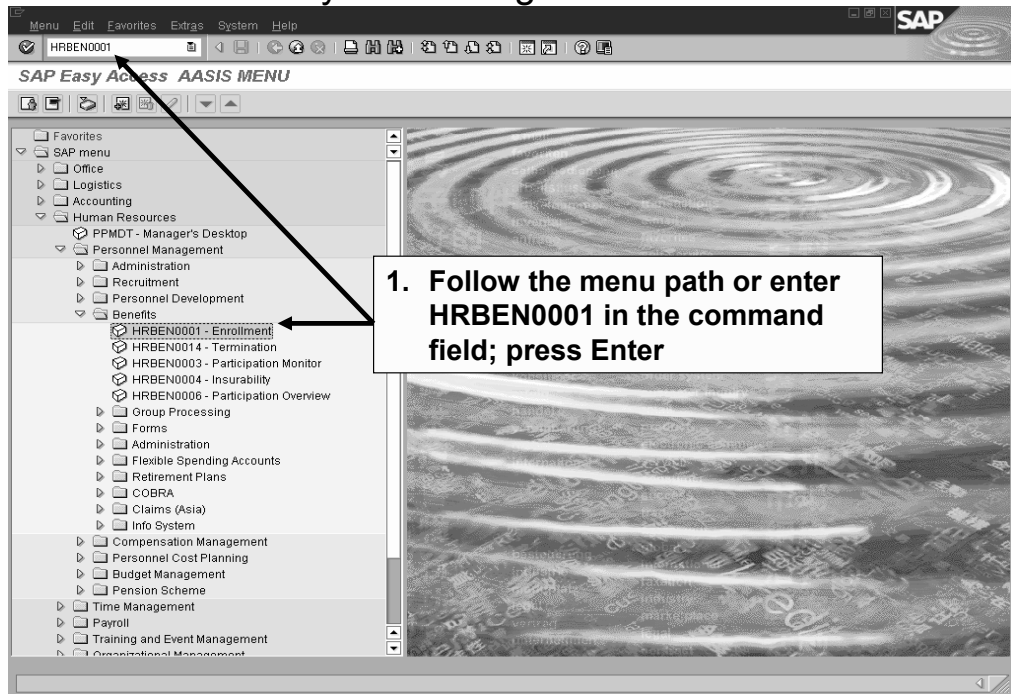 Menu Edit Favorites Extras System Help
SAP
HRBEN0001
SAP Easy Access AASIS MENU
Favorites
SAP menu
Office
Logistics
Accounting
Human Resources
PPMDT - Manager's Desktop
Personnel Management
Administration
Recruitment
Personnel Development
Benefits
HRBEN0001 - Enrollment
HRBEN0014 - Termination
HRBEN0003 - Participation Monitor
HRBEN0004 - Insurability
HRBEN0006 - Participation Overview
Group Processing
Forms
Administration
Flexible Spending Accounts
Retirement Plans
COBRA
Claims (Asia)
Info System
Compensation Management
Personnel Cost Planning
Budget Management
Pension Scheme
Time Management
Payroll
Training and Event Management
Organizational Management
1. Follow the menu path or enter
HRBEN0001 in the command
field; press Enter